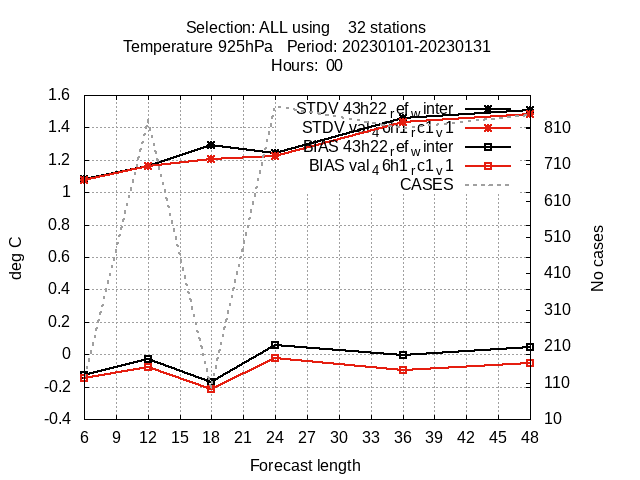 Selection: ALL using    32 stations
Temperature 925hPa   Period: 20230101-20230131
Hours:  00
1.6
1.4
1.2
1
0.8
0.6
0.4
0.2
0
-0.2
-0.4
deg C
STDV 43h22_ref_winter
STDV val_46h1_rc1_v1
BIAS 43h22_ref_winter
BIAS val_46h1_rc1_v1
CASES
810
710
610
510
410
310
210
110
10
No cases
6 9 12 15 18 21 24 27 30 33 36 39 42 45 48
Forecast length